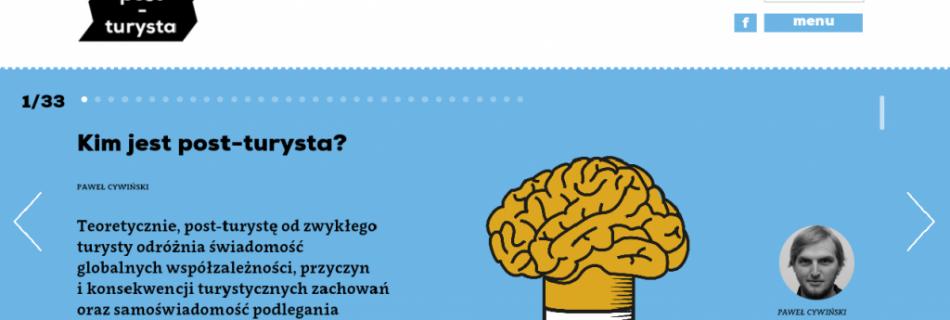 turysta
f
menu
1/33
Kim jest post-turysta?
PAWEŁ CYWIŃSKI
Teoretycznie, post-turystę od zwykłego
turysty odróżnia świadomość
globalnych współzależności, przyczyn
i konsekwencji turystycznych zachowań
oraz samoświadomość podlegania
PAWEŁ CYWIŃSKI